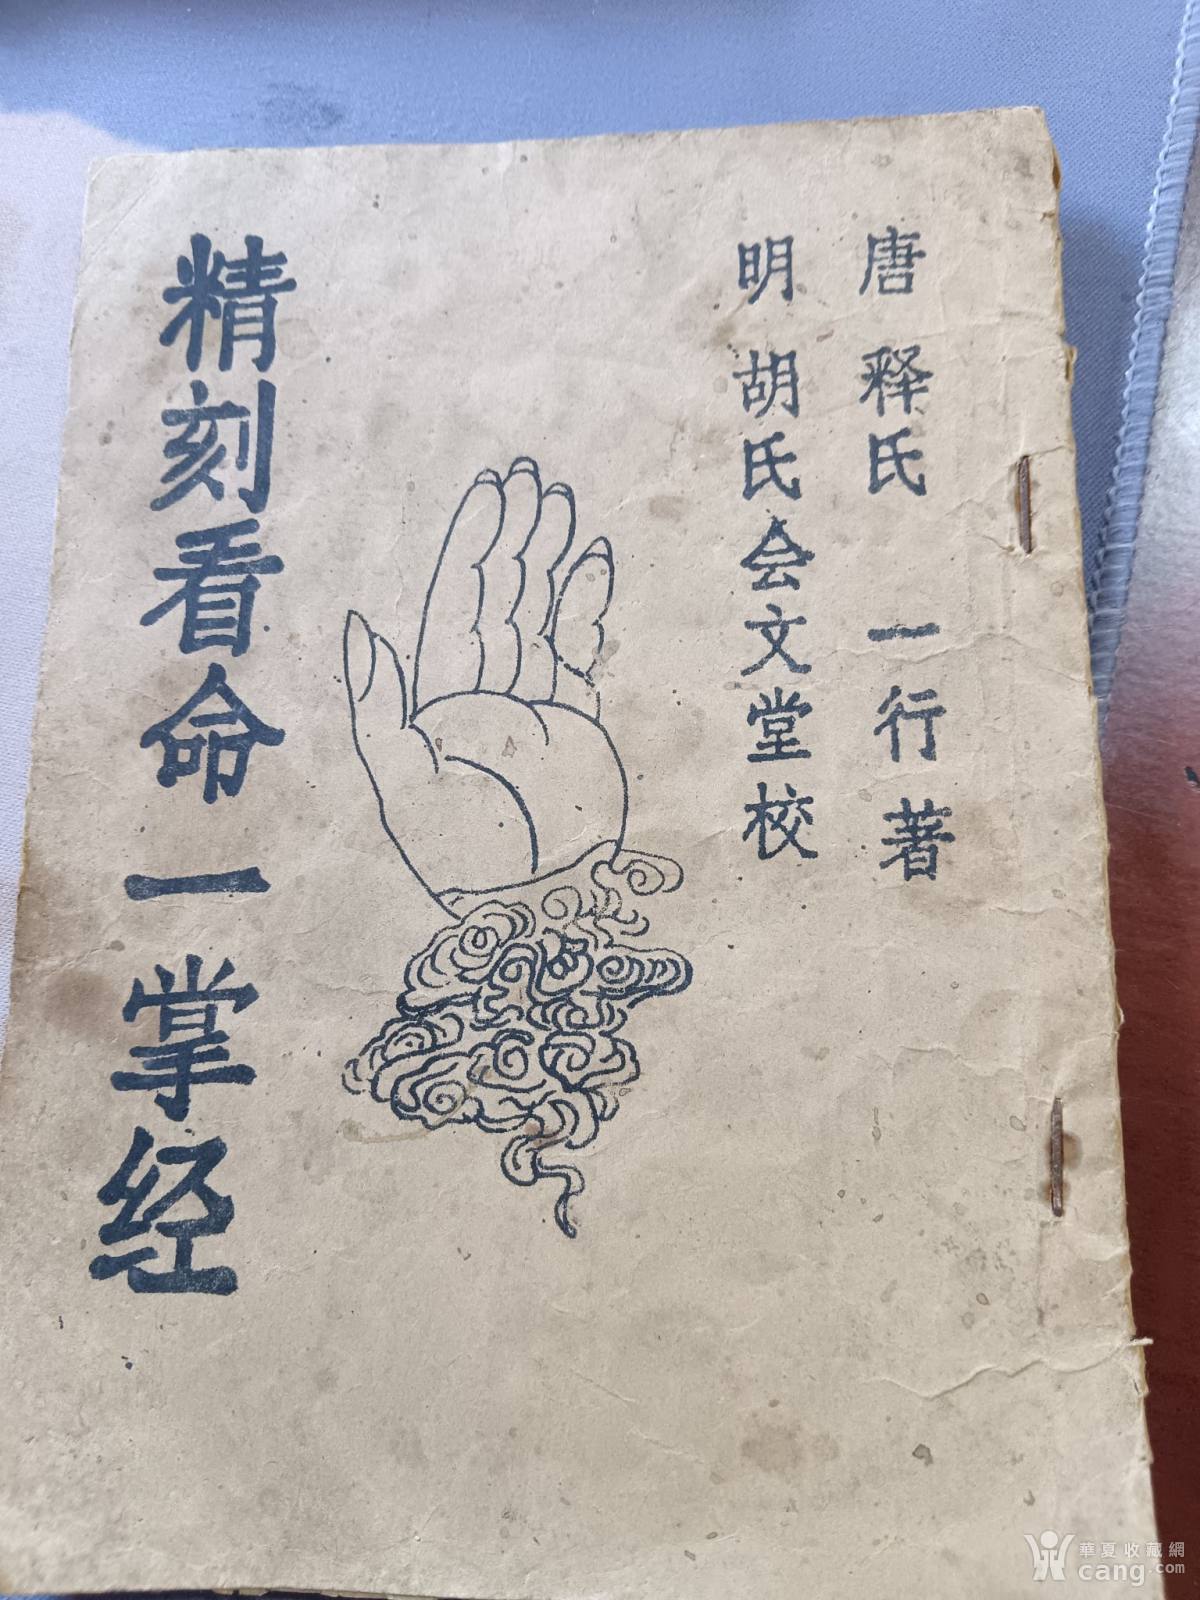 唐 释氏 一行著
明 胡氏会文堂校
精刻看命一掌经
華夏收藏網
cang.com